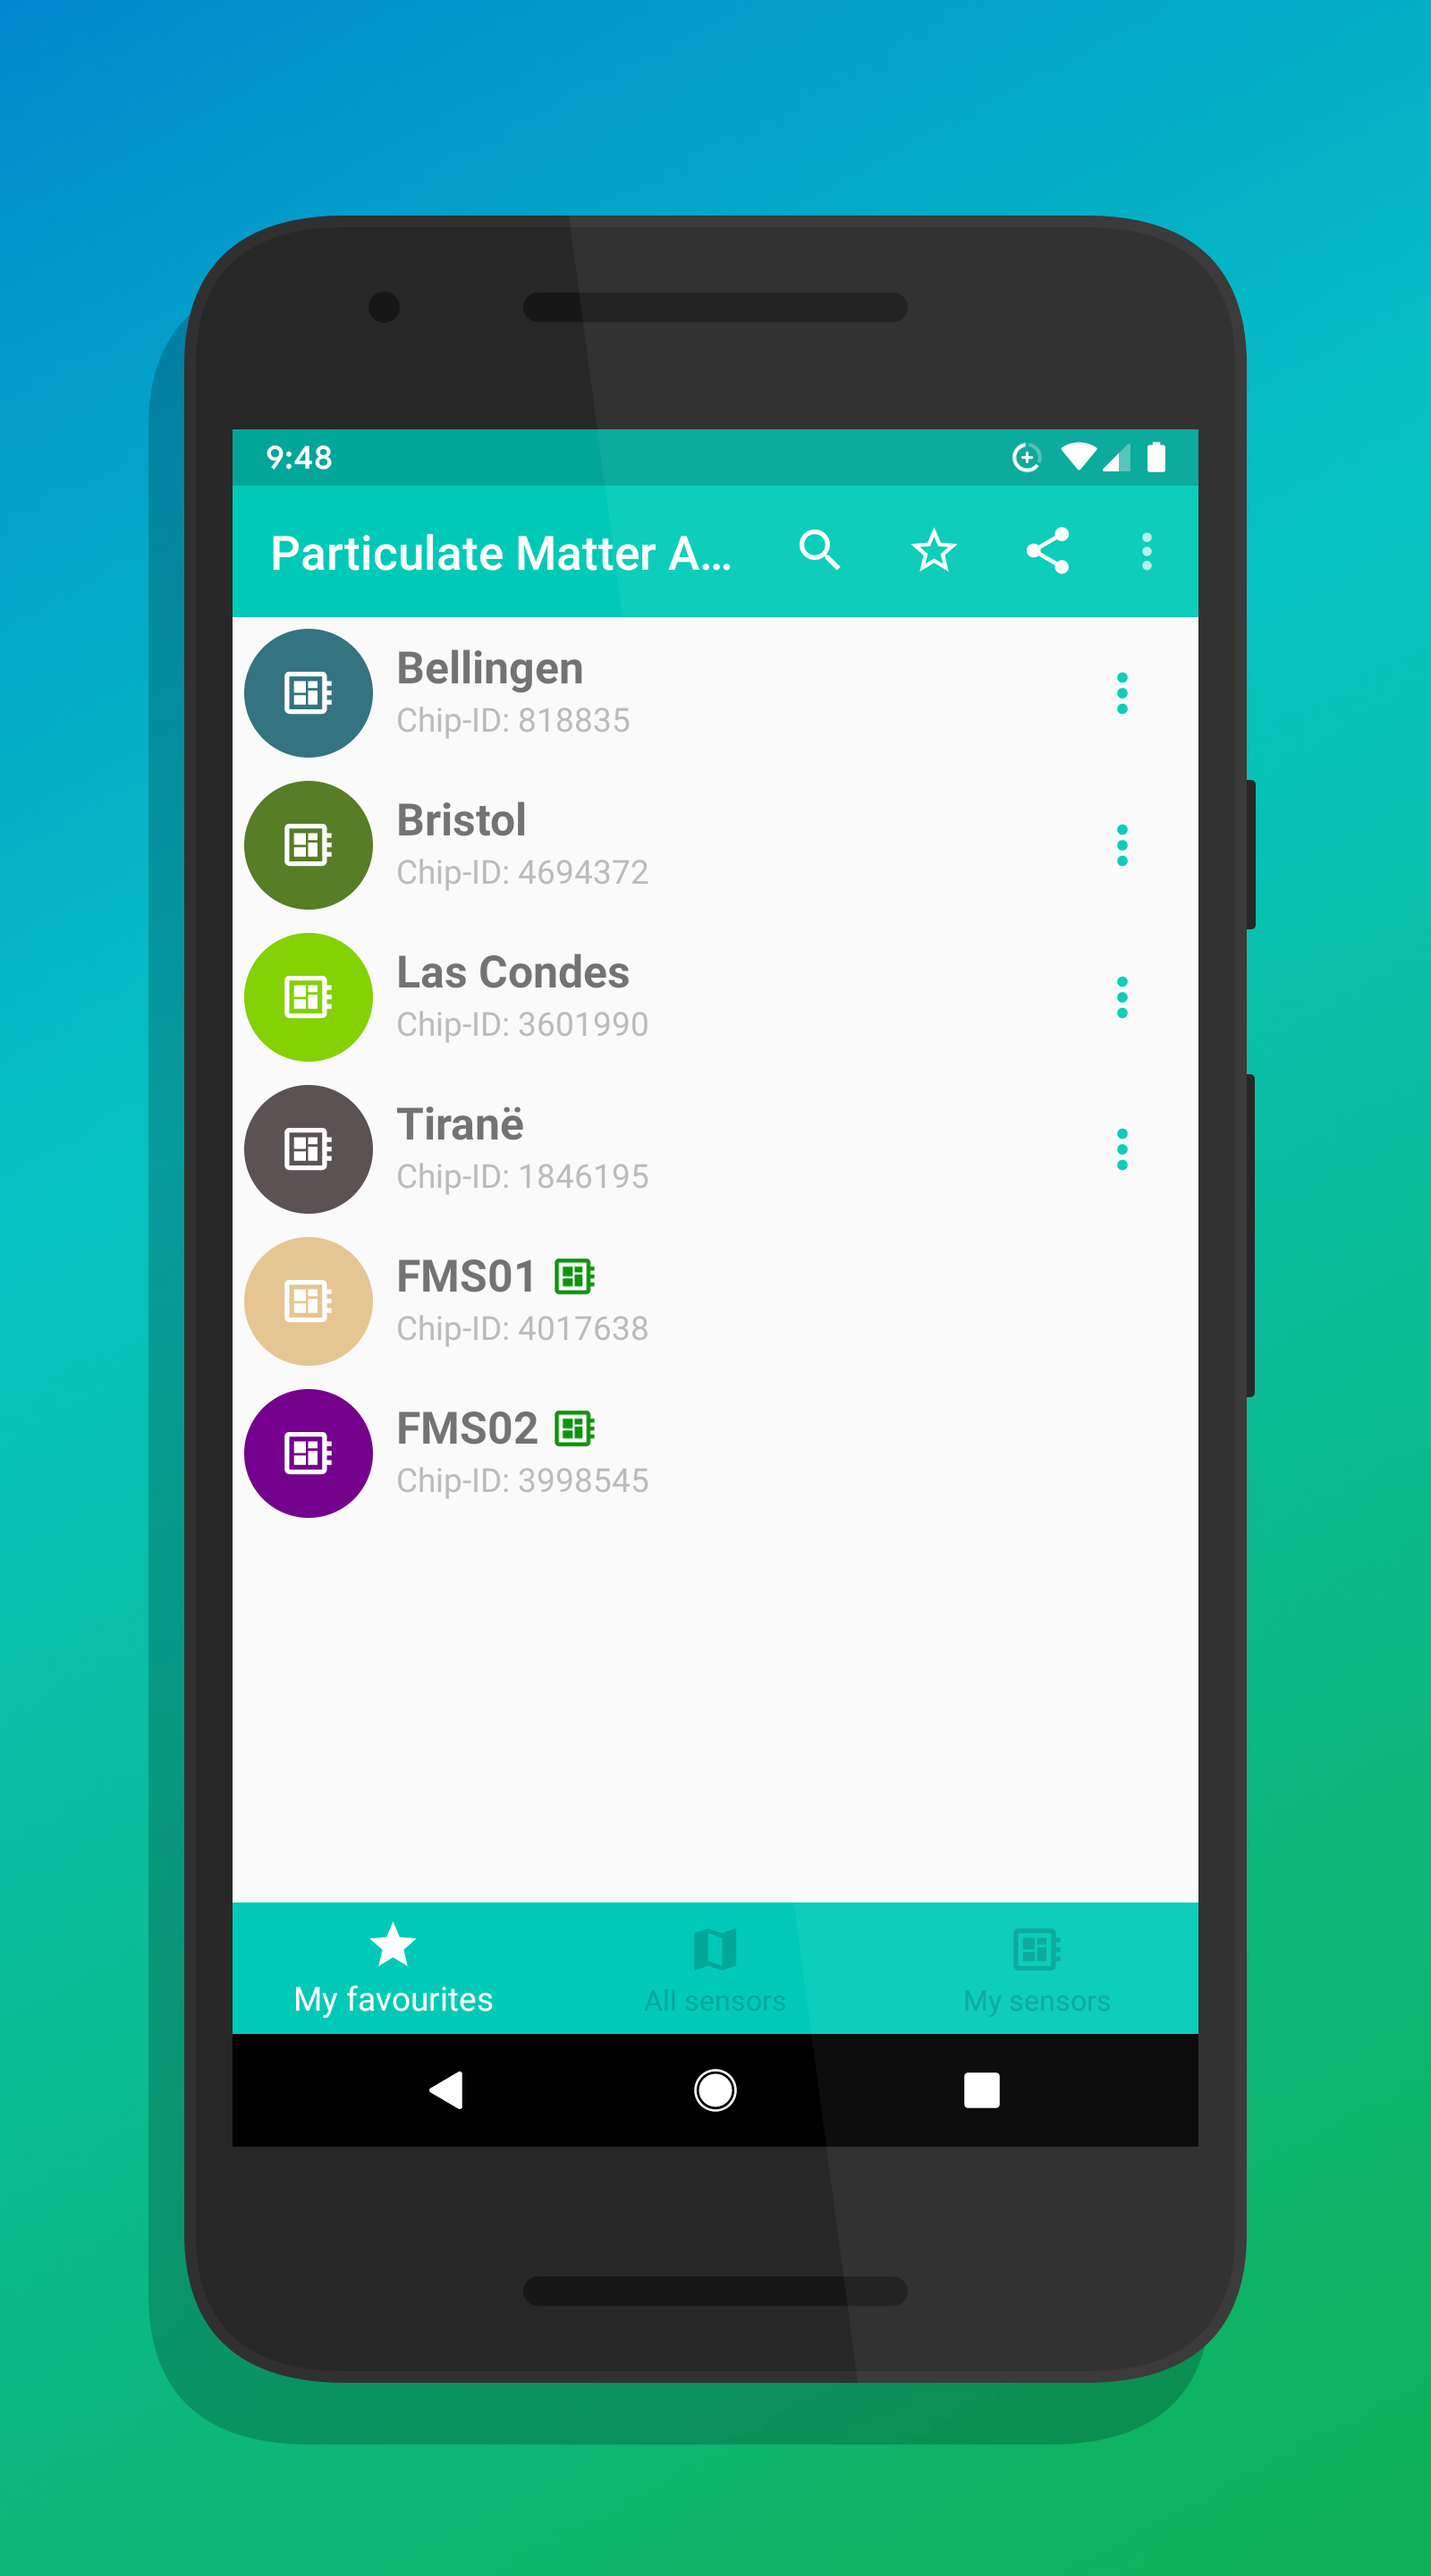 9:48
Particulate Matter A...
Bellingen
Chip-ID: 818835
Bristol
Chip-ID: 4694372
Las Condes
Chip-ID: 3601990
Tiranë
Chip-ID: 1846195
FMS01
Chip-ID: 4017638
FMS02
Chip-ID: 3998545
My favourites
All sensors
My sensors